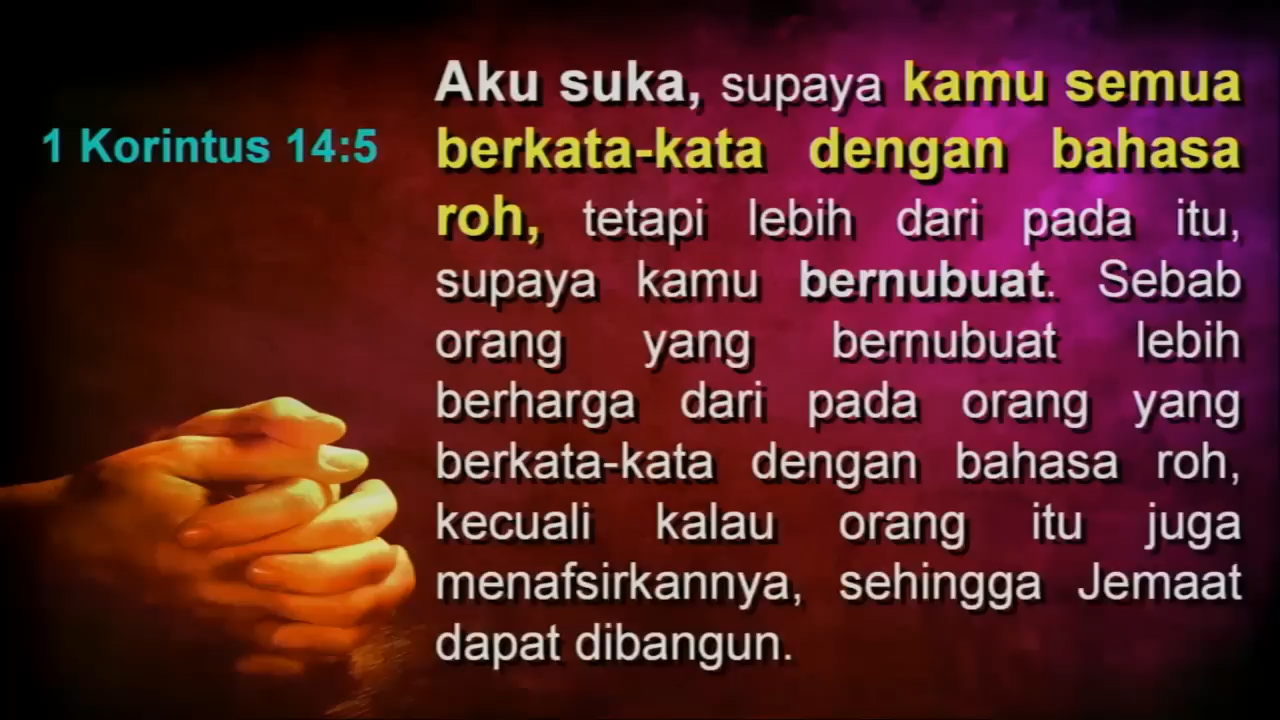 1 Korintus 14:5
Aku suka, supaya kamu semua
berkata-kata dengan bahasa
roh, tetapi lebih dari pada itu,
supaya kamu bernubuat. Sebab
orang yang bernubuat lebih
berharga dari pada orang yang
berkata-kata dengan bahasa roh,
kecuali kalau orang itu juga
menafsirkannya, sehingga Jemaat
dapat dibangun.